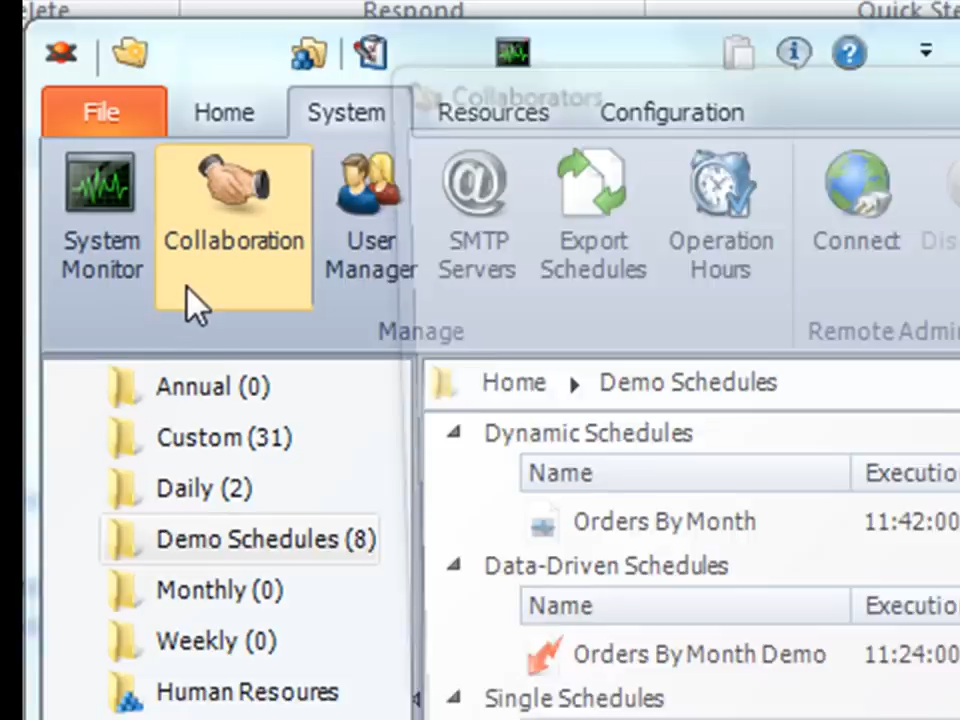 elete Respond Quick Ste
Collaborators
File Home System Resources Configuration
System Monitor
Collaboration
User Manager
SMTP Servers
Export Schedules
Operation Hours
Connect
Dis
Manage
Remote Admi
Annual (0)
Custom (31)
Daily (2)
Demo Schedules (8)
Monthly (0)
Weekly (0)
Human Resoures
Home Demo Schedules
Dynamic Schedules
Name Executio
Orders By Month 11:42:00
Data-Driven Schedules
Name Executio
Orders By Month Demo 11:24:00
Single Schedules